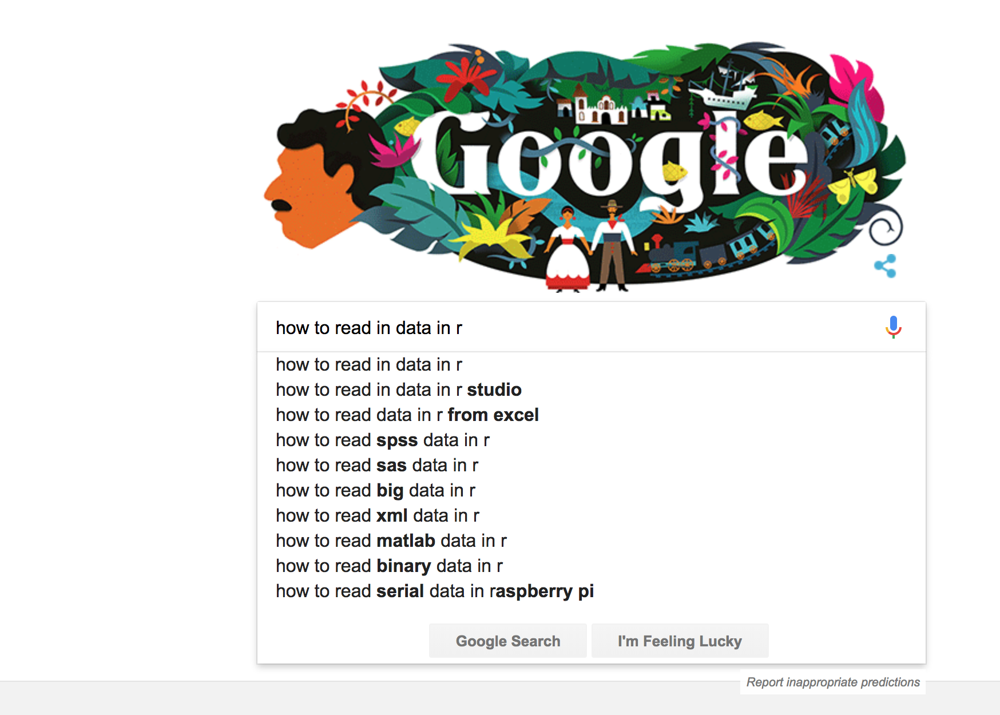 Google
how to read in data in r
how to read in data in r
how to read in data in r studio
how to read data in r from excel
how to read spss data in r
how to read sas data in r
how to read big data in r
how to read xml data in r
how to read matlab data in r
how to read binary data in r
how to read serial data in raspberry pi
Google Search
I'm Feeling Lucky
Report inappropriate predictions